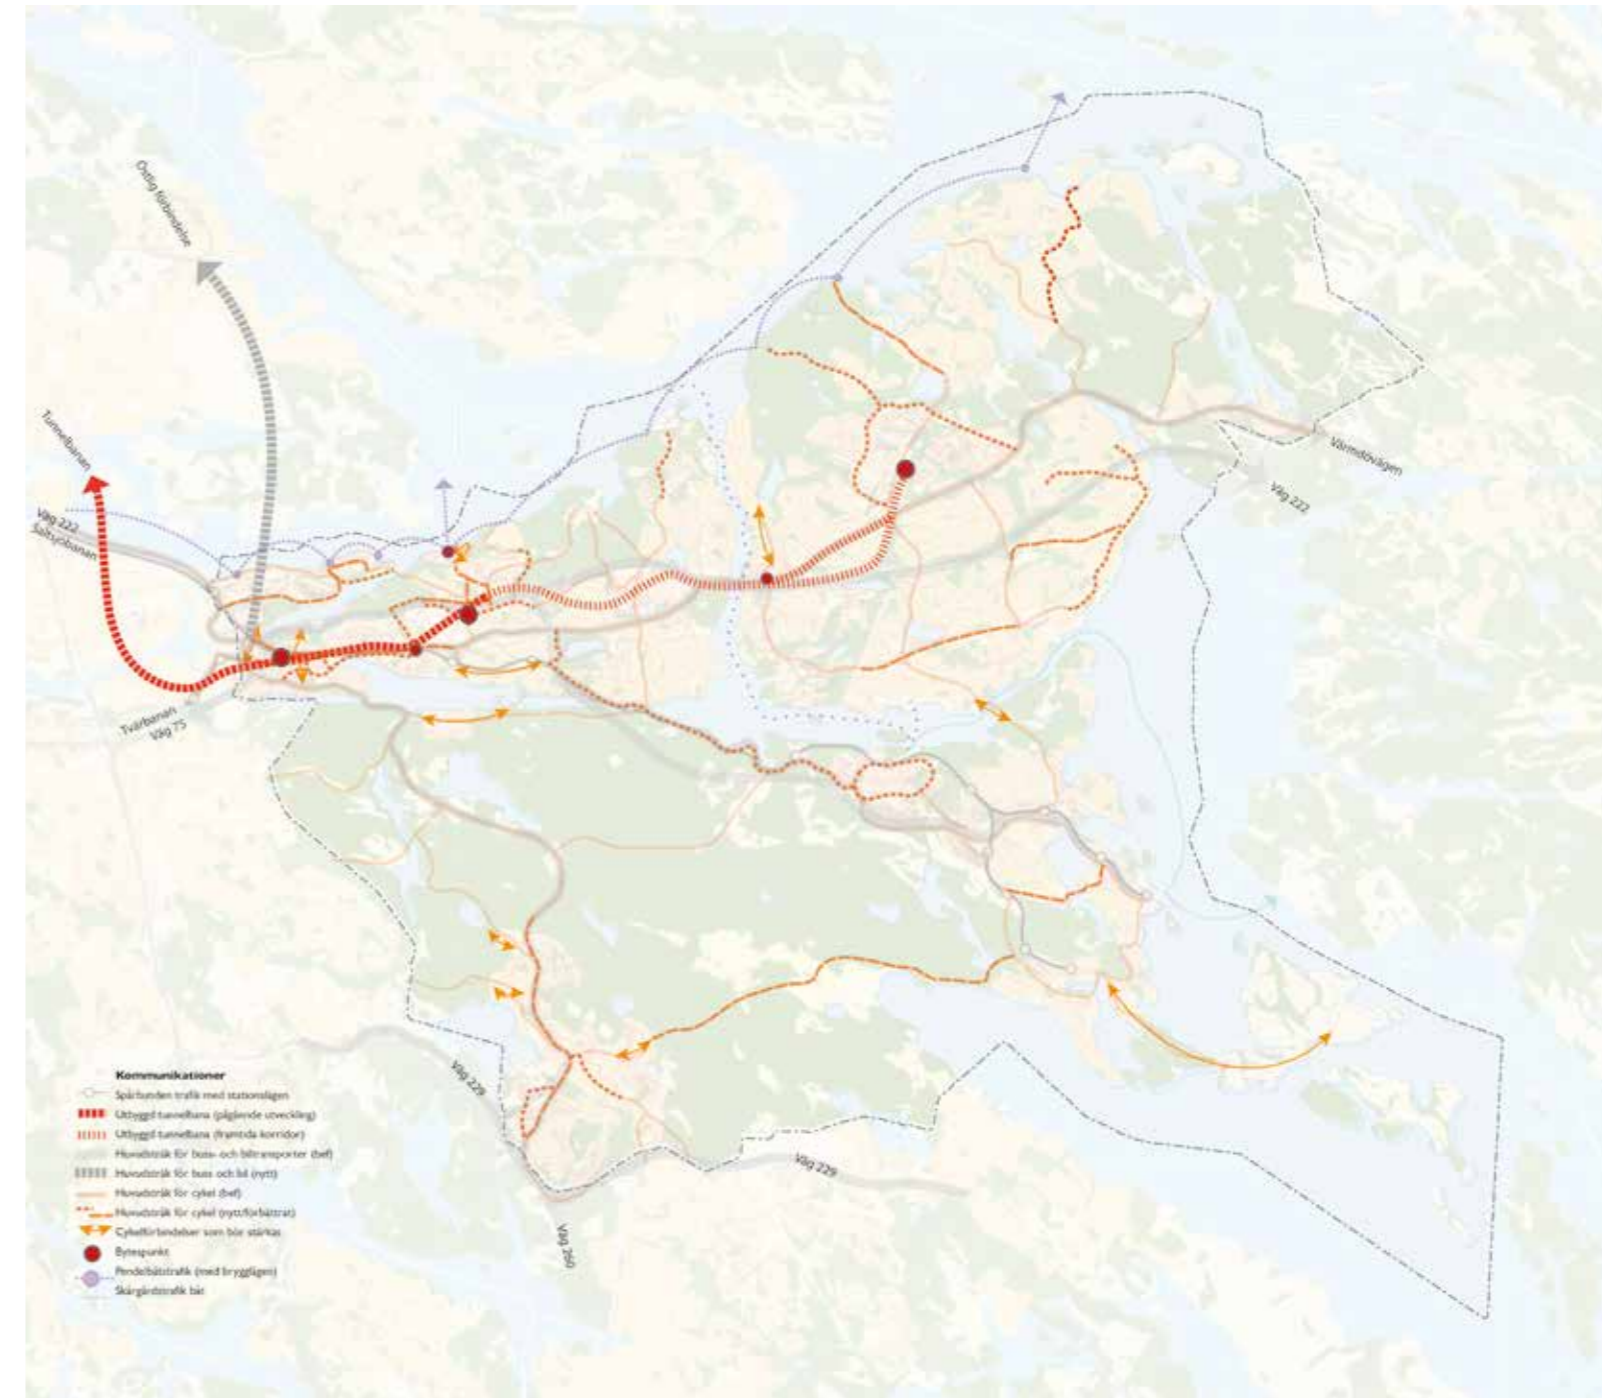 Östlig förbindelse
Tunnelbanan
Väg 222
Saltsjöbanan
Tvärbanan
Väg 75
Värmdövägen
Väg 222
Väg 229
Väg 229
Väg 260
Kommunikationer
Spårbunden trafik med stationslägen
Utbyggd tunnelbana (pågående utveckling)
Utbyggd tunnelbana (framtida korridor)
Huvudstråk för buss- och biltransporter (bef)
Huvudstråk för buss och bil (nytt)
Huvudstråk för cykel (bef)
Huvudstråk för cykel (nytt/förbättrat)
Cykelförbindelser som bör stärkas
Bytespunkt
Pendelbåtstrafik (med brygglägen)
Skärgårdstrafik båt